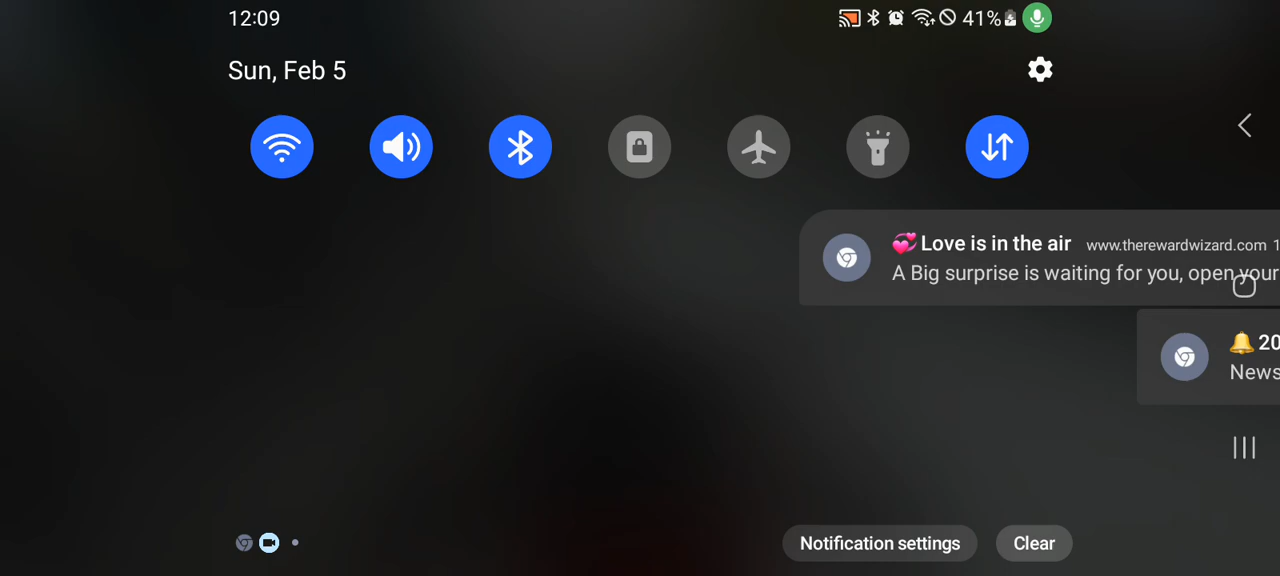 12:09
41%
Sun, Feb 5
💞 Love is in the air www.therewardwizard.com 1
A Big surprise is waiting for you, open your
🔔 20
News
Notification settings
Clear